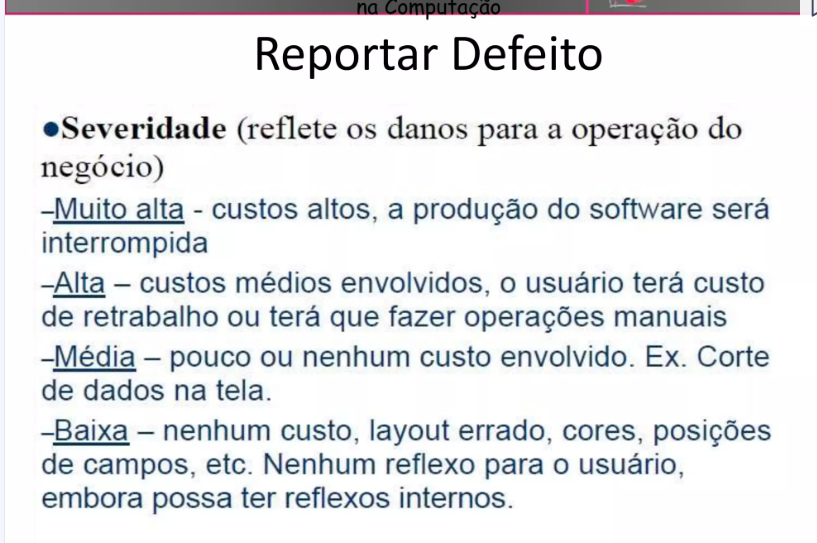 na Computação
Reportar Defeito
●Severidade (reflete os danos para a operação do
negócio)
–Muito alta - custos altos, a produção do software será
interrompida
–Alta – custos médios envolvidos, o usuário terá custo
de retrabalho ou terá que fazer operações manuais
–Média – pouco ou nenhum custo envolvido. Ex. Corte
de dados na tela.
–Baixa – nenhum custo, layout errado, cores, posições
de campos, etc. Nenhum reflexo para o usuário,
embora possa ter reflexos internos.